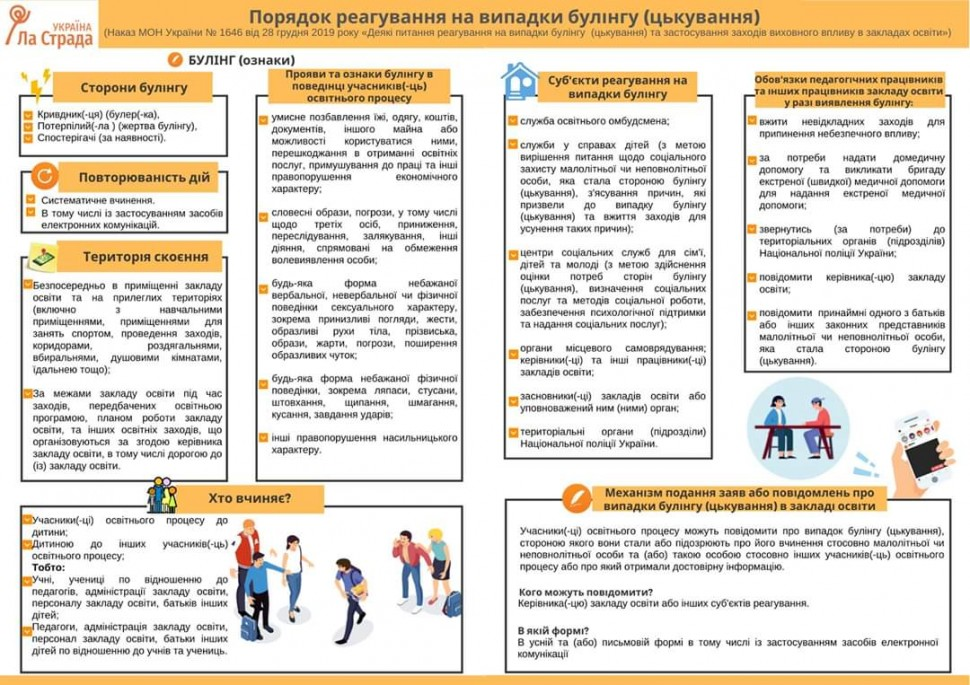 УКРАЇНА
Ла Страда
Порядок реагування на випадки булінгу (цькування)
(Наказ МОН України № 1646 від 28 грудня 2019 року «Деякі питання реагування на випадки булінгу (цькування) та застосування заходів виховного впливу в закладах освіти»)
БУЛІНГ (ознаки)
Сторони булінгу
Кривдник(-ця) (булер(-ка),
Потерпілий(-ла ) (жертва булінгу),
Спостерігачі (за наявності).
Повторюваність дій
Систематичне вчинення.
В тому числі із застосуванням засобів
електронних комунікацій.
Територія скоєння
Безпосередньо в приміщенні закладу
освіти та на прилеглих територіях
(включно з навчальними
приміщеннями, приміщеннями для
занять спортом, проведення заходів,
коридорами, роздягальнями,
вбиральнями, душовими кімнатами,
їдальнею тощо);
За межами закладу освіти під час
заходів, передбачених освітньою
програмою, планом роботи закладу
освіти, та інших освітніх заходів, що
організовуються за згодою керівника
закладу освіти, в тому числі дорогою до
(із) закладу освіти.
Прояви та ознаки булінгу в
поведінці учасників(-ць)
освітнього процесу
умисне позбавлення їжі, одягу, коштів,
документів, іншого майна або
можливості користуватися ними,
перешкоджання в отриманні освітніх
послуг, примушування до праці та інші
правопорушення економічного
характеру;
словесні образи, погрози, у тому числі
щодо третіх осіб, приниження,
переслідування, залякування, інші
діяння, спрямовані на обмеження
волевиявлення особи;
будь-яка форма небажаної
вербальної, невербальної чи фізичної
поведінки сексуального характеру,
зокрема принизливі погляди, жести,
образливі рухи тіла, прізвиська,
образи, жарти, погрози, поширення
образливих чуток;
будь-яка форма небажаної фізичної
поведінки, зокрема ляпаси, стусани,
штовхання, щипання, шмагання,
кусання, завдання ударів;
інші правопорушення насильницького
характеру.
Хто вчиняє?
Учасники(-ці) освітнього процесу до
дитини;
Дитиною до інших учасників(-ць)
освітнього процесу;
Тобто:
Учні, учениці по відношенню до
педагогів, адміністрації закладу освіти,
персоналу закладу освіти, батьків інших
дітей;
Педагоги, адміністрація закладу освіти,
персонал закладу освіти, батьки інших
дітей по відношенню до учнів та учениць.
Суб'єкти реагування на
випадки булінгу
служба освітнього омбудсмена;
служби у справах дітей (з метою
вирішення питання щодо соціального
захисту малолітньої чи неповнолітньої
особи, яка стала стороною булінгу
(цькування), з'ясування причин, які
призвели до випадку булінгу
(цькування) та вжиття заходів для
усунення таких причин);
центри соціальних служб для сім'ї,
дітей та молоді (з метою здійснення
оцінки потреб сторін булінгу
(цькування), визначення соціальних
послуг та методів соціальної роботи,
забезпечення психологічної підтримки
та надання соціальних послуг);
органи місцевого самоврядування;
керівники(-ці) та інші працівники(-ці)
закладів освіти;
засновники(-ці) закладів освіти або
уповноважений ним (ними) орган;
територіальні органи (підрозділи)
Національної поліції України.
Обов'язки педагогічних працівників
та інших працівників закладу освіти
у разі виявлення булінгу:
вжити невідкладних заходів для
припинення небезпечного впливу;
за потреби надати домедичну
допомогу та викликати бригаду
екстреної (швидкої) медичної допомоги
для надання екстреної медичної
допомоги;
звернутись (за потреби) до
територіальних органів (підрозділів)
Національної поліції України;
повідомити керівника(-цю) закладу
освіти;
повідомити принаймні одного з батьків
або інших законних представників
малолітньої чи неповнолітньої особи,
яка стала стороною булінгу
(цькування).
Механізм подання заяв або повідомлень про
випадки булінгу (цькування) в закладі освіти
Учасники(-ці) освітнього процесу можуть повідомити про випадок булінгу (цькування),
стороною якого вони стали або підозрюють про його вчинення стосовно малолітньої чи
неповнолітньої особи та (або) такою особою стосовно інших учасників(-ць) освітнього
процесу або про який отримали достовірну інформацію.
Кого можуть повідомити?
Керівника(-цю) закладу освіти або інших суб'єктів реагування.
В якій формі?
В усній та (або) письмовій формі в тому числі із застосуванням засобів електронної
комунікації